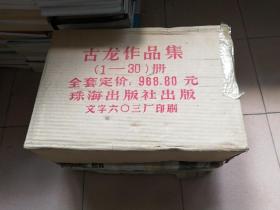 古龙作品集
(1—30)册
全套定价:968.80元
珠海出版社出版
文字六〇三厂印刷